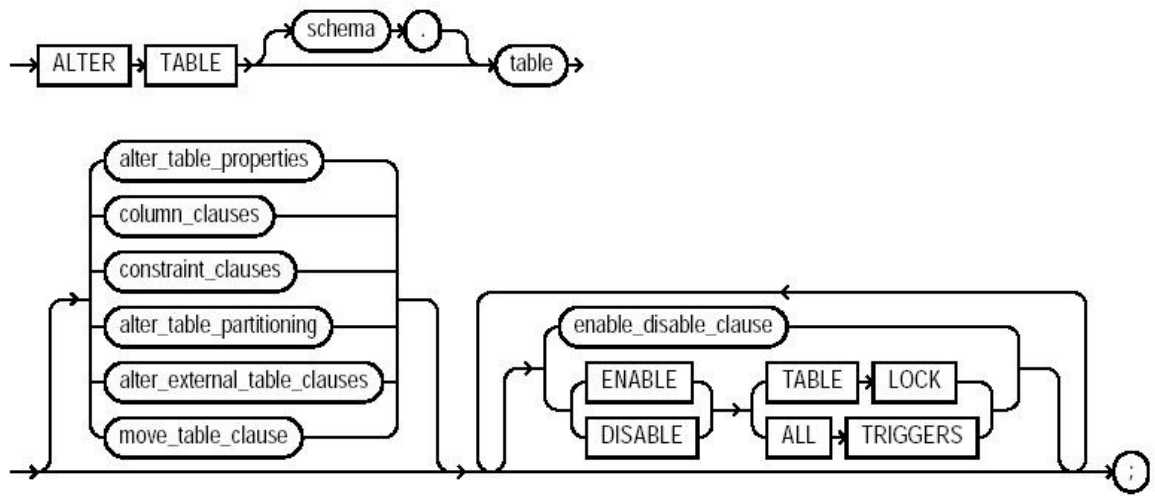 schema .
ALTER TABLE table
alter_table_properties
column_clauses
constraint_clauses
alter_table_partitioning
enable_disable_clause
alter_external_table_clauses
ENABLE TABLE LOCK
move_table_clause
DISABLE ALL TRIGGERS
;